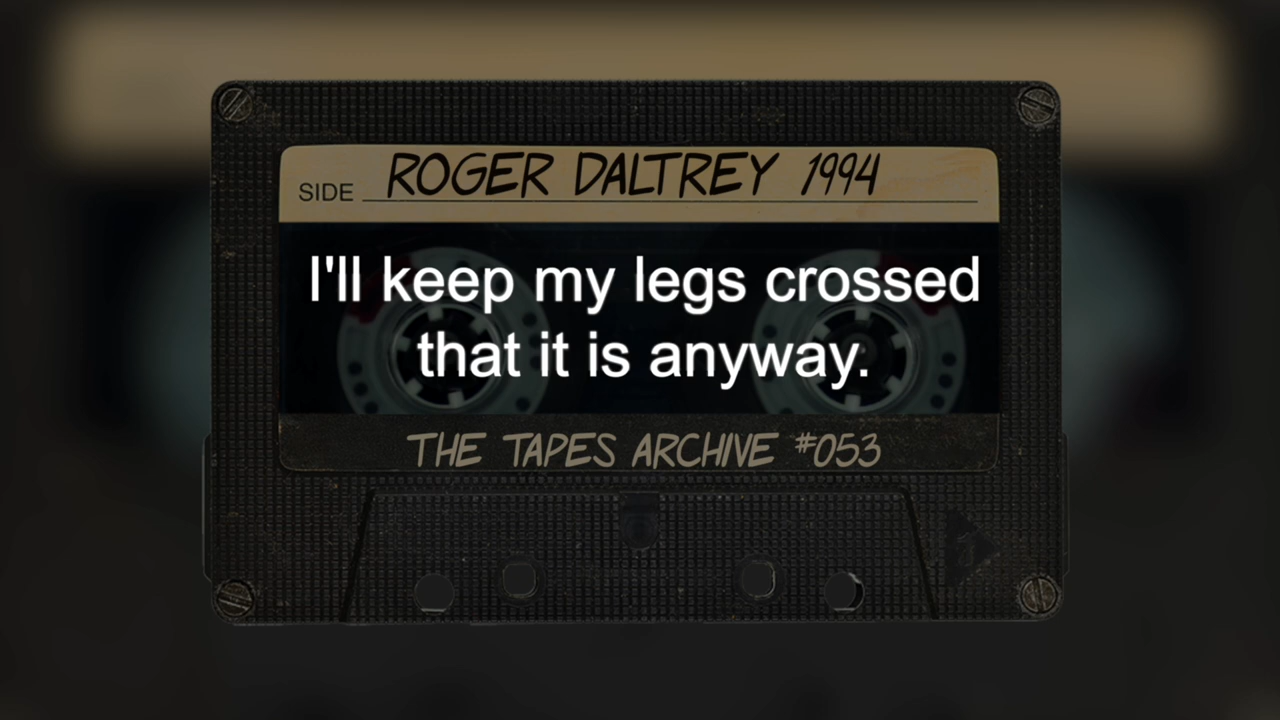 ROGER DALTREY 1994
SIDE
I'll keep my legs crossed
that it is anyway.
THE TAPES ARCHIVE #053